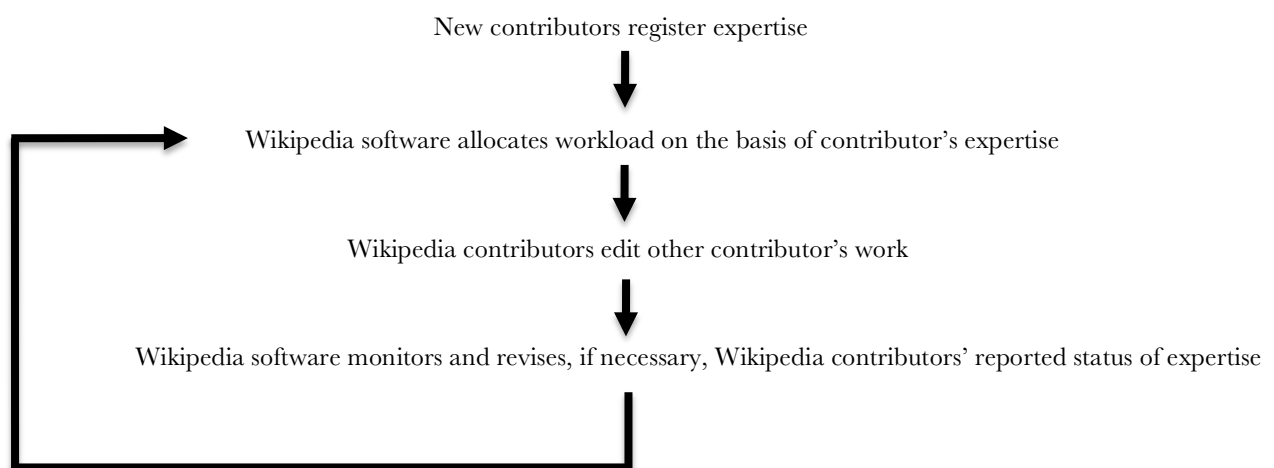 New contributors register expertise
Wikipedia software allocates workload on the basis of contributor’s expertise
Wikipedia contributors edit other contributor’s work
Wikipedia software monitors and revises, if necessary, Wikipedia contributors’ reported status of expertise